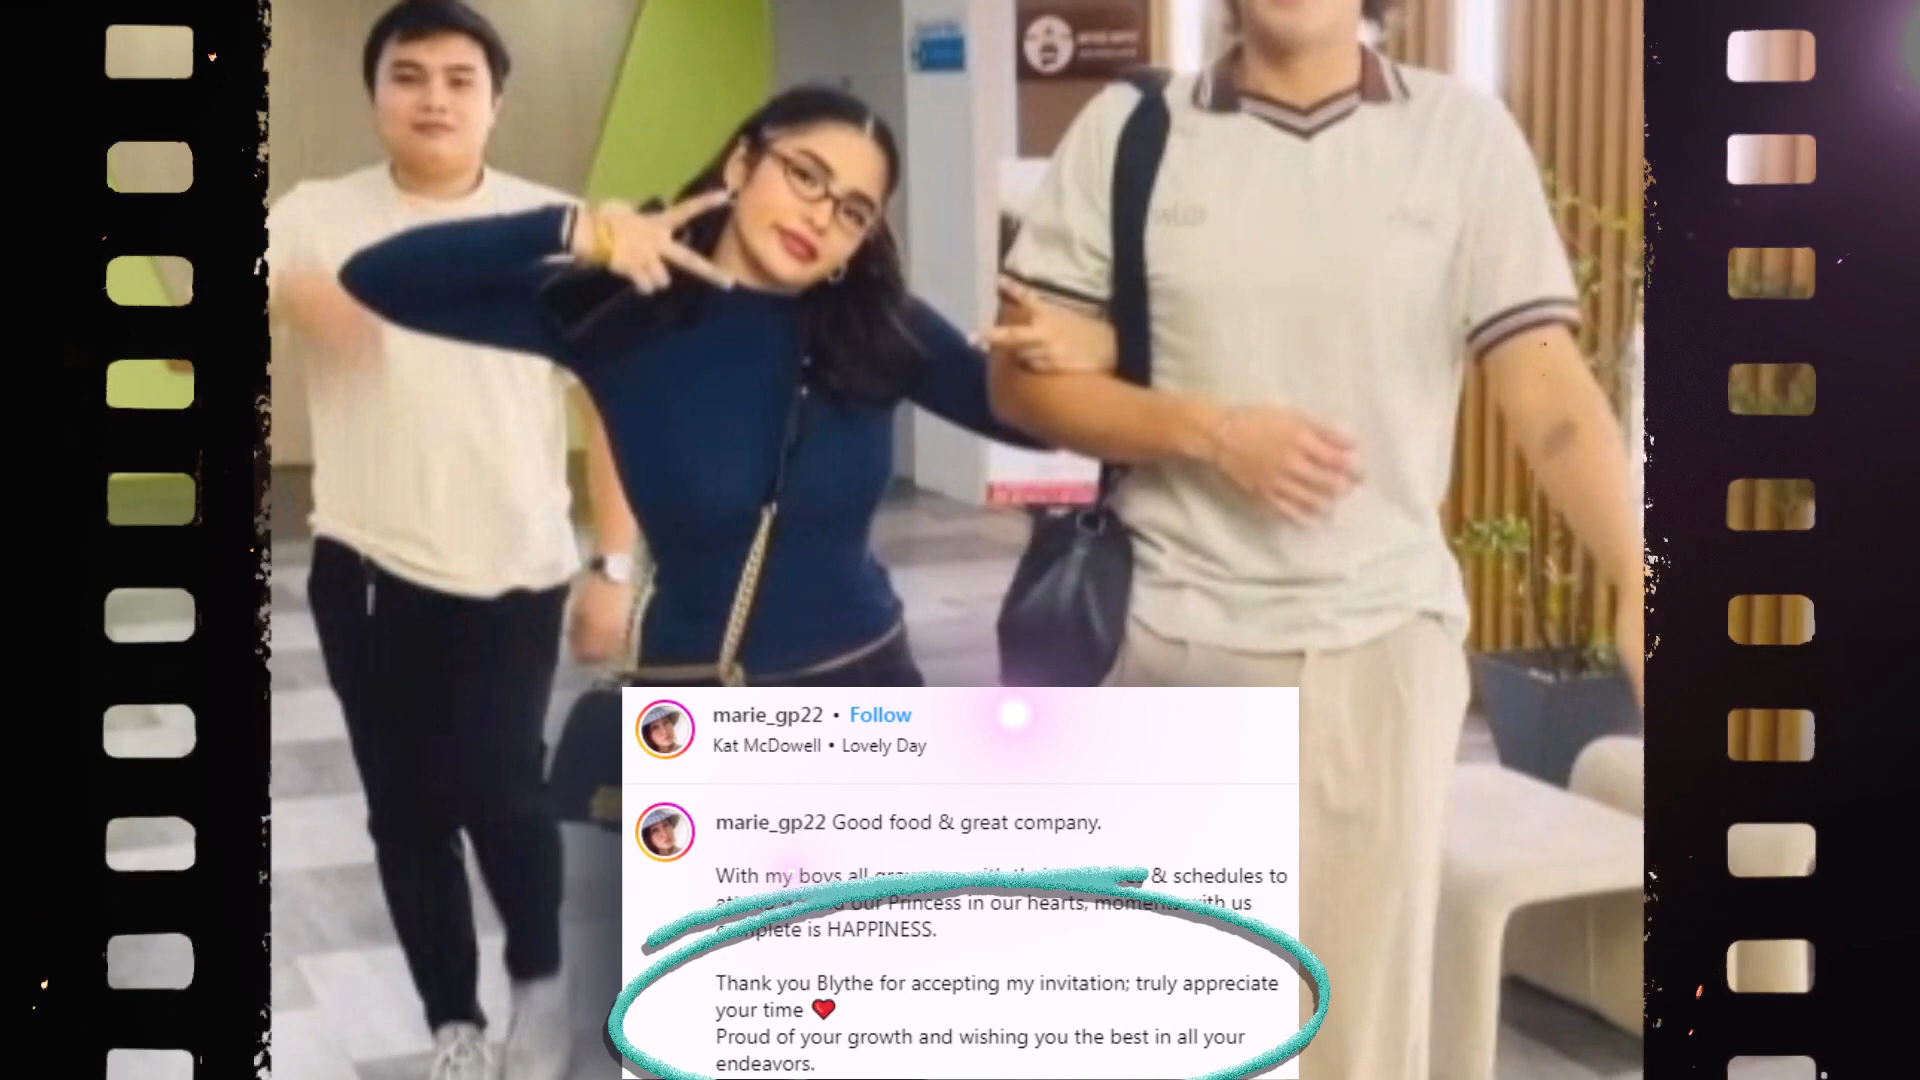 marie_gp22 • Follow
Kat McDowell • Lovely Day
marie_gp22 Good food & great company.
With my boys all & schedules to
our Princess in our hearts, moments with us
complete is HAPPINESS.
Thank you Blythe for accepting my invitation; truly appreciate
your time ❤️
Proud of your growth and wishing you the best in all your
endeavors.